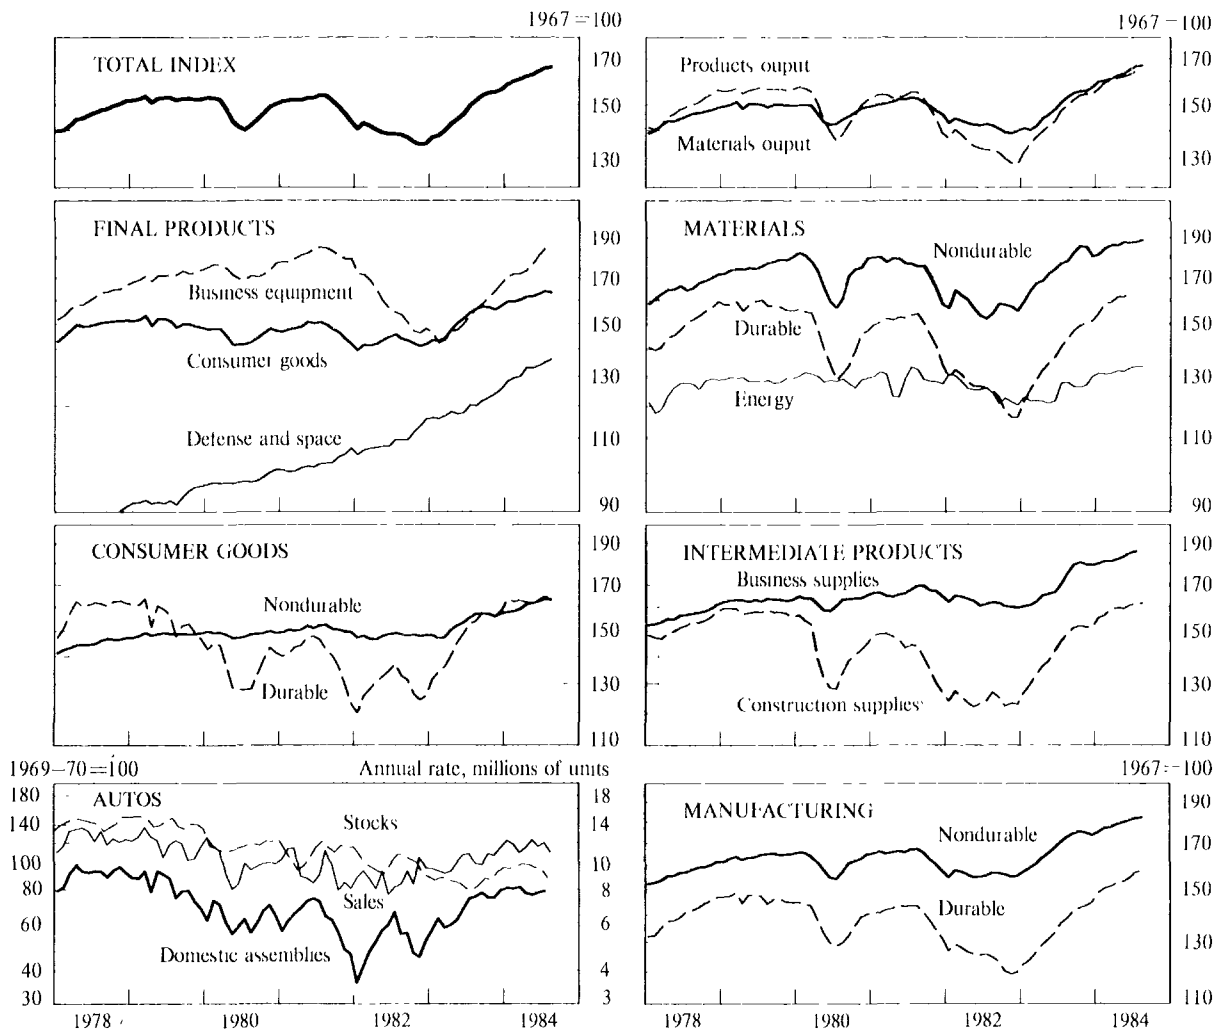 1967=100
TOTAL INDEX
170
150
130
FINAL PRODUCTS
190
170
Business equipment
150
Consumer goods
130
Defense and space
110
90
CONSUMER GOODS
190
170
Nondurable
150
Durable
130
110
1969–70=100
Annual rate, millions of units
AUTOS
180
140
100
80
60
40
30
Stocks
Sales
Domestic assemblies
18
14
10
8
6
4
3
1978
1980
1982
1984
1967=100
Products ouput
Materials ouput
170
150
130
MATERIALS
Nondurable
190
170
Durable
150
130
Energy
110
90
INTERMEDIATE PRODUCTS
Business supplies
190
170
150
130
Construction supplies
110
1967=100
MANUFACTURING
Nondurable
190
170
150
Durable
130
110
1978
1980
1982
1984